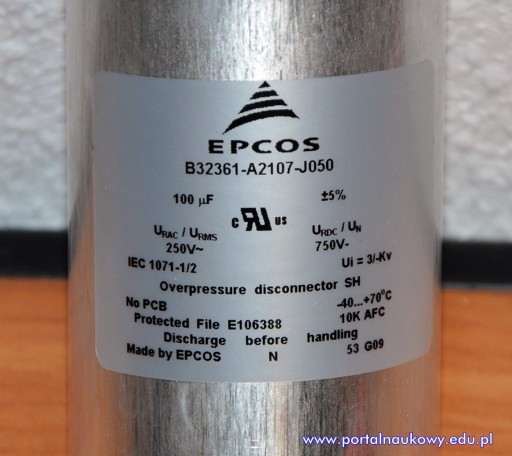 EPCOS
B32361-A2107-J050
100 µF ±5%
c RU us
URAC / URMS URDC / UN
250V~ 750V-
IEC 1071-1/2 Ui = 3/-Kv
Overpressure disconnector SH
No PCB -40...+70°C
Protected File E106388 10K AFC
Discharge before handling
Made by EPCOS N 53 G09
www.portalnaukowy.edu.pl